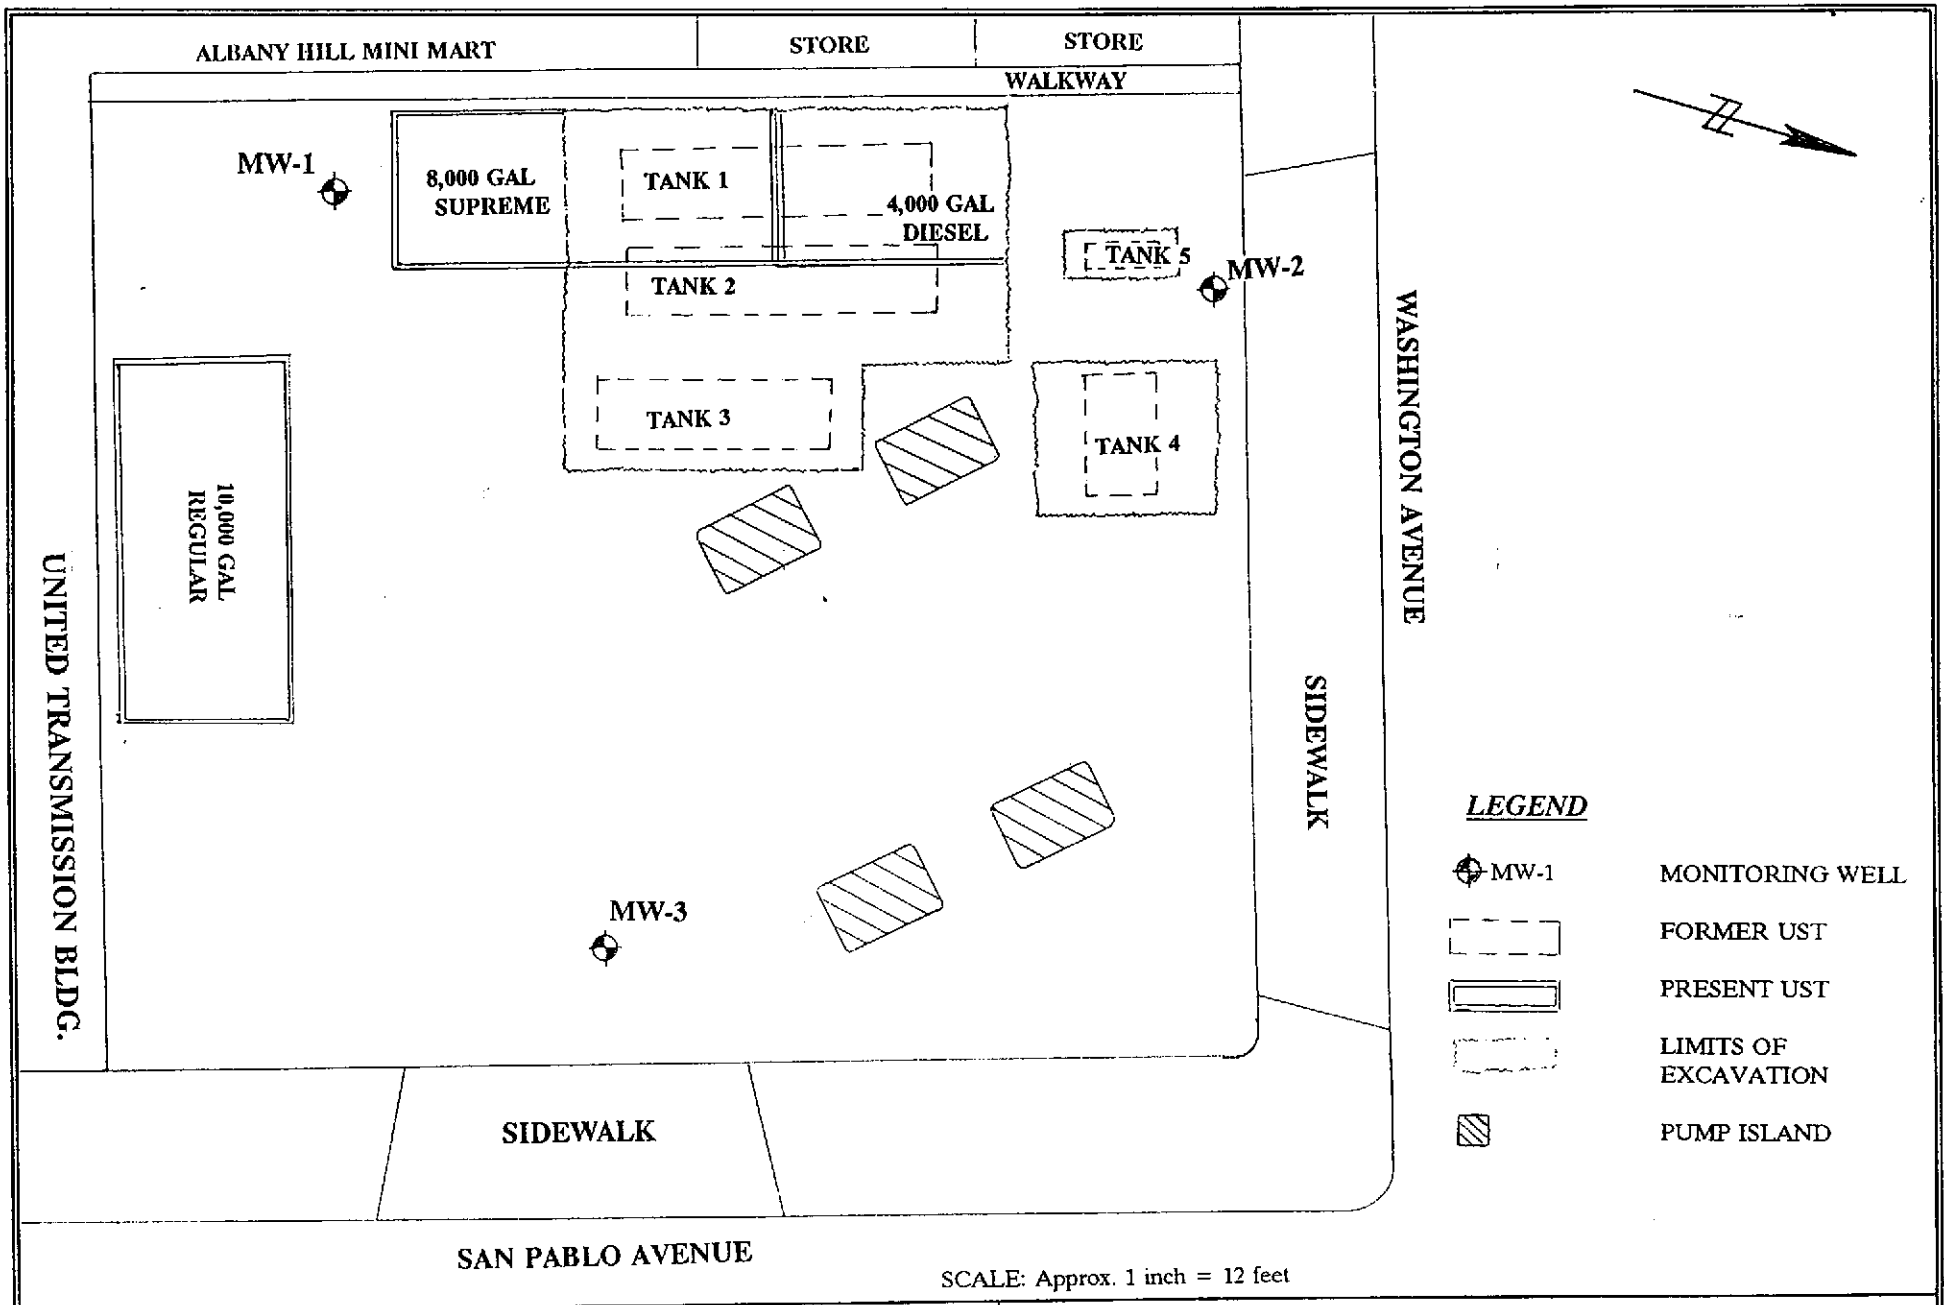 ALBANY HILL MINI MART
STORE
STORE
WALKWAY
MW-1
8,000 GAL
SUPREME
TANK 1
4,000 GAL
DIESEL
TANK 2
TANK 5
MW-2
TANK 3
TANK 4
10,000 GAL
REGULAR
UNITED TRANSMISSION BLDG.
WASHINGTON AVENUE
SIDEWALK
MW-3
SIDEWALK
SAN PABLO AVENUE
SCALE: Approx. 1 inch = 12 feet
LEGEND
MW-1 MONITORING WELL
FORMER UST
PRESENT UST
LIMITS OF
EXCAVATION
PUMP ISLAND